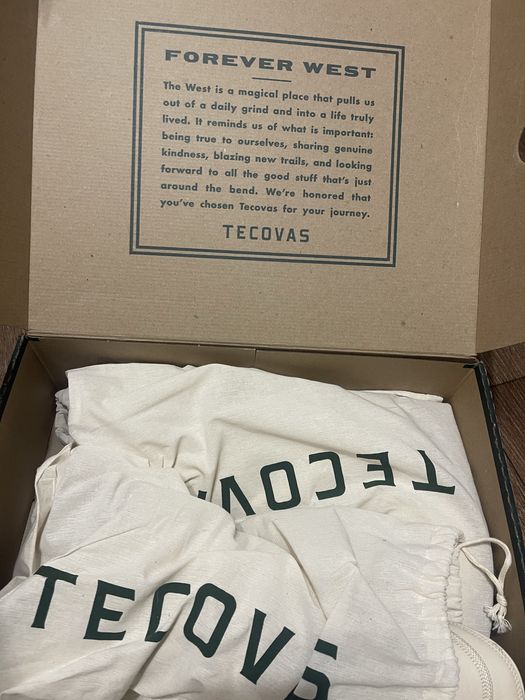 FOREVER WEST
The West is a magical place that pulls us
out of a daily grind and into a life truly
lived. It reminds us of what is important:
being true to ourselves, sharing genuine
kindness, blazing new trails, and looking
forward to all the good stuff that's just
around the bend. We're honored that
you've chosen Tecovas for your journey.
TECOVAS
TECOVA
TECOVAS